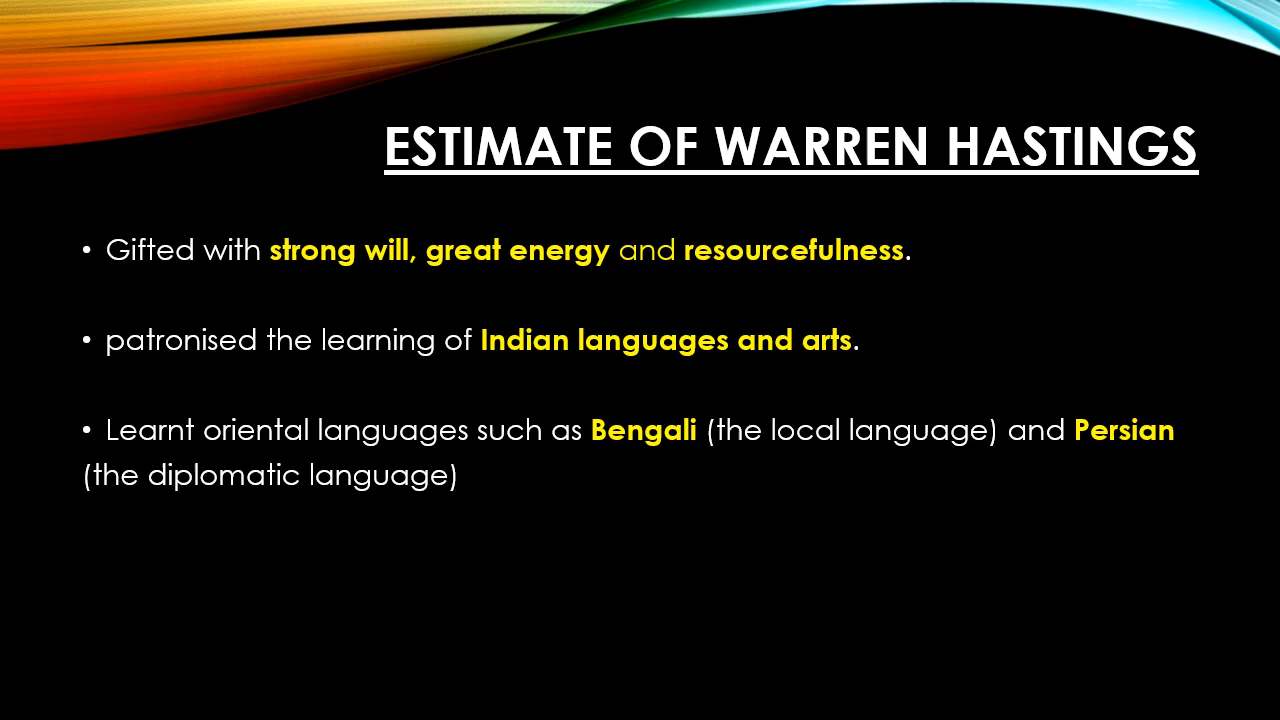 ESTIMATE OF WARREN HASTINGS
• Gifted with strong will, great energy and resourcefulness.
• patronised the learning of Indian languages and arts.
• Learnt oriental languages such as Bengali (the local language) and Persian
(the diplomatic language)